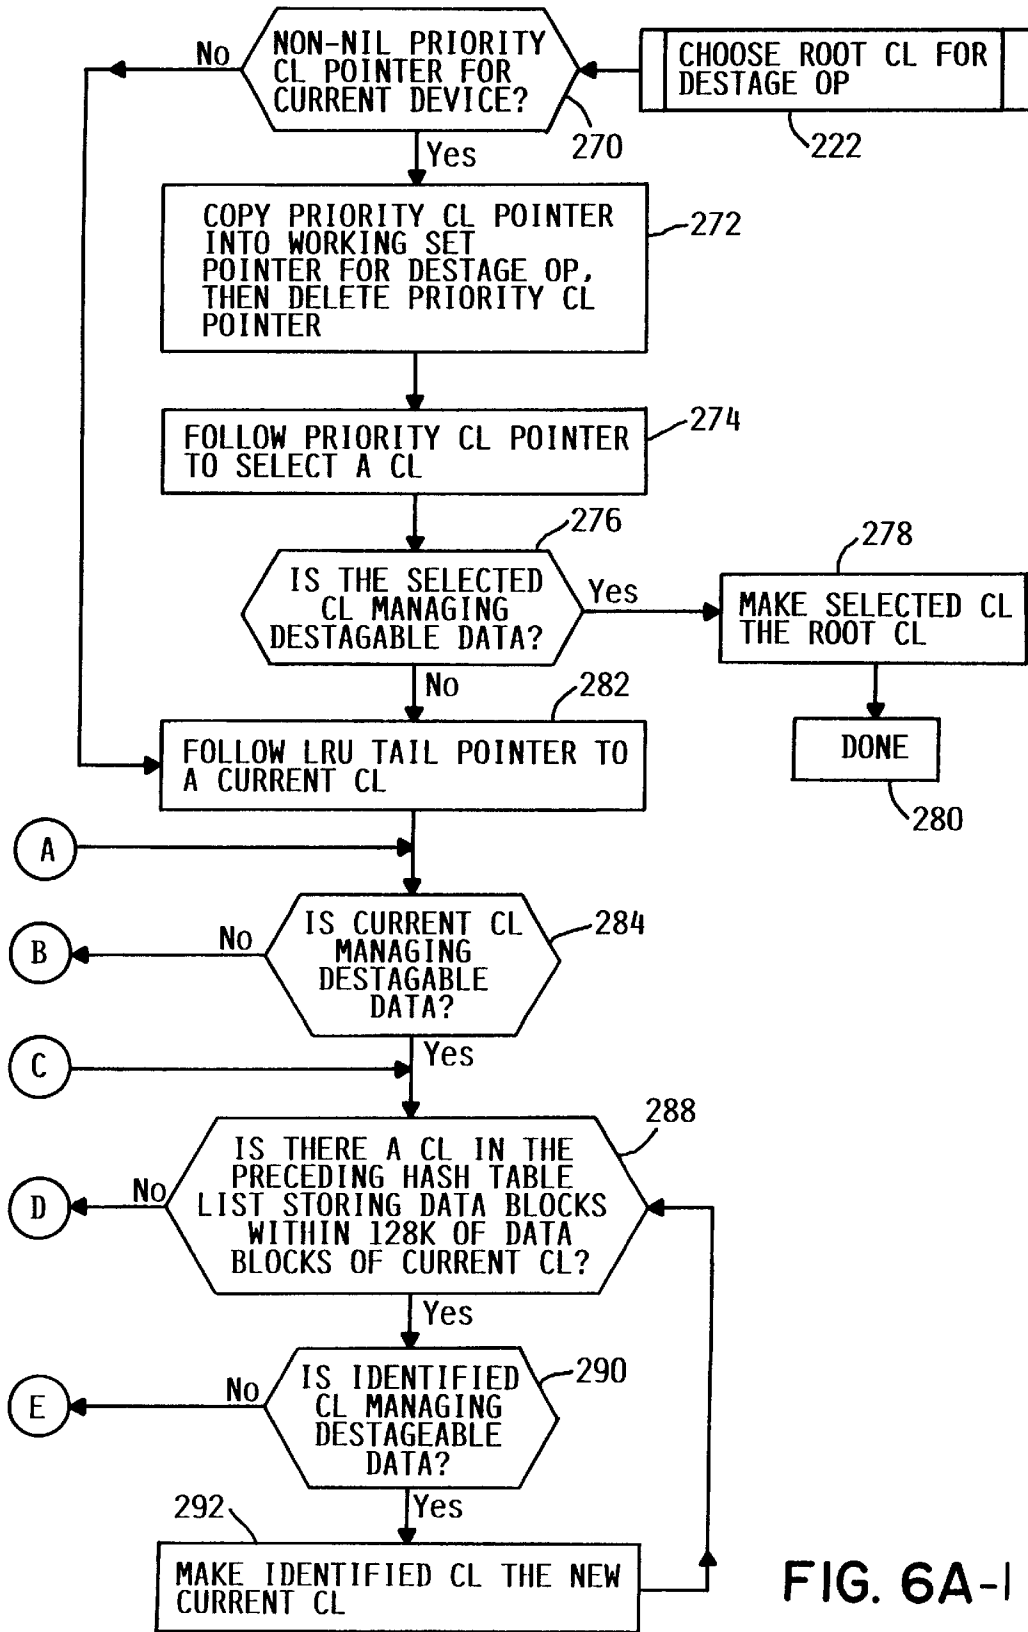 No
NON-NIL PRIORITY
CL POINTER FOR
CURRENT DEVICE?
270
CHOOSE ROOT CL FOR
DESTAGE OP
222
Yes
COPY PRIORITY CL POINTER
INTO WORKING SET
POINTER FOR DESTAGE OP,
THEN DELETE PRIORITY CL
POINTER
272
FOLLOW PRIORITY CL POINTER
TO SELECT A CL
274
276
IS THE SELECTED
CL MANAGING
DESTAGABLE DATA?
Yes
278
MAKE SELECTED CL
THE ROOT CL
No
282
FOLLOW LRU TAIL POINTER TO
A CURRENT CL
DONE
280
A
IS CURRENT CL
MANAGING
DESTAGABLE
DATA?
284
No
B
Yes
C
288
IS THERE A CL IN THE
PRECEDING HASH TABLE
LIST STORING DATA BLOCKS
WITHIN 128K OF DATA
BLOCKS OF CURRENT CL?
No
D
Yes
IS IDENTIFIED
CL MANAGING
DESTAGEABLE
DATA?
290
No
E
Yes
292
MAKE IDENTIFIED CL THE NEW
CURRENT CL
FIG. 6A-1